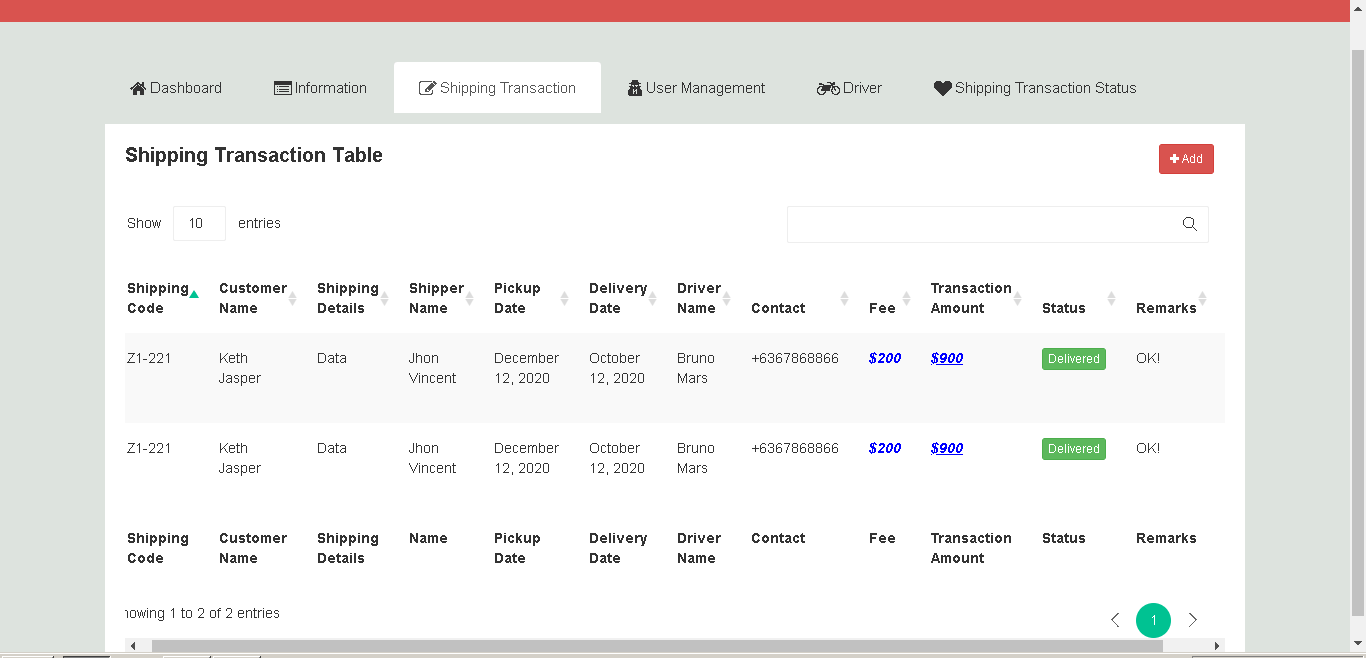 Dashboard Information Shipping Transaction User Management Driver Shipping Transaction Status
Shipping Transaction Table
Add
Show 10 entries
Shipping Customer Shipping Shipper Pickup Delivery Driver Transaction
Code Name Details Name Date Date Name Contact Fee Amount Status Remarks
Z1-221 Keth Data Jhon December October Bruno +6367868866 $200 $900 Delivered OK!
Jasper Vincent 12, 2020 12, 2020 Mars
Z1-221 Keth Data Jhon December October Bruno +6367868866 $200 $900 Delivered OK!
Jasper Vincent 12, 2020 12, 2020 Mars
Shipping Customer Shipping Name Pickup Delivery Driver Contact Fee Transaction Status Remarks
Code Name Details Date Date Name Amount
howing 1 to 2 of 2 entries
1